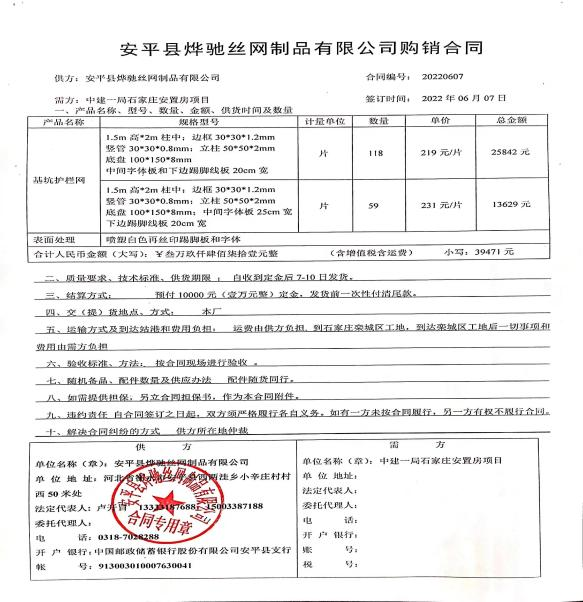 安平县烨驰丝网制品有限公司购销合同
供方：安平县烨驰丝网制品有限公司 合同编号：20220607
需方：中建一局石家庄安置房项目 签订时间：2022 年 06 月 07 日
一、产品名称、型号、数量、金额、供货时间及数量
产品名称 规格型号 计量单位 数量 单价 总金额
基坑护栏网
1.5m 高*2m 柱中；边框 30*30*1.2mm
竖管 30*30*0.8mm；立柱 50*50*2mm
底盘 100*150*8mm
中间字体板和下边踢脚线板 20cm 宽
片 118 219 元/片 25842 元
1.5m 高*2m 柱中；边框 30*30*1.2mm
竖管 30*30*0.8mm；立柱 50*50*2mm
底盘 100*150*8mm；中间字体板 25cm 宽
下边踢脚线板 20cm 宽
片 59 231 元/片 13629 元
表面处理 喷塑白色再丝印踢脚板和字体
合计人民币金额（大写）：￥叁万玖仟肆佰柒拾壹元整 （含增值税含运费） 小写：39471 元
二、质量要求、技术标准、供货期限 ；自收到定金后 7-10 日发货。
三、结算方式： 预付 10000 元（壹万元整）定金，发货前一次性付清尾款。
四、交（提）货地点、方式： 本厂
五、运输方式及到达站港和费用负担： 运费由供方负担，到石家庄栾城区工地，到达栾城区工地后一切事项和
费用由需方负担
六、验收标准、方法： 按合同现场进行验收 。
七、随机备品、配件数量及供应办法 配件随货同行。
八、如需提供担保，另立合同担保书，作为本合同附件。
九、违约责任 自合同签订之日起，双方须严格履行各自义务。如有一方未按合同履行，另一方有权不履行合同。
十、解决合同纠纷的方式 供方所在地仲裁
供 方
单位名称（章）：安平县烨驰丝网制品有限公司
单位 地址：河北省 西两洼乡小辛庄村村
西 50 米处
法定代表人：卢 13333187688；15003387188
委托代理人：
电 话：0318-7028288
开 户 银行：中国邮政储蓄银行股份有限公司安平县支行
账 号：913003010007630041
安平县烨驰丝网制品有限公司
合同专用章
需 方
单位名称（章）：中建一局石家庄安置房项目
单位 地址：
法定代表人：
委托代理人：
电 话：
开 户 银行：
账 号：
税 号：